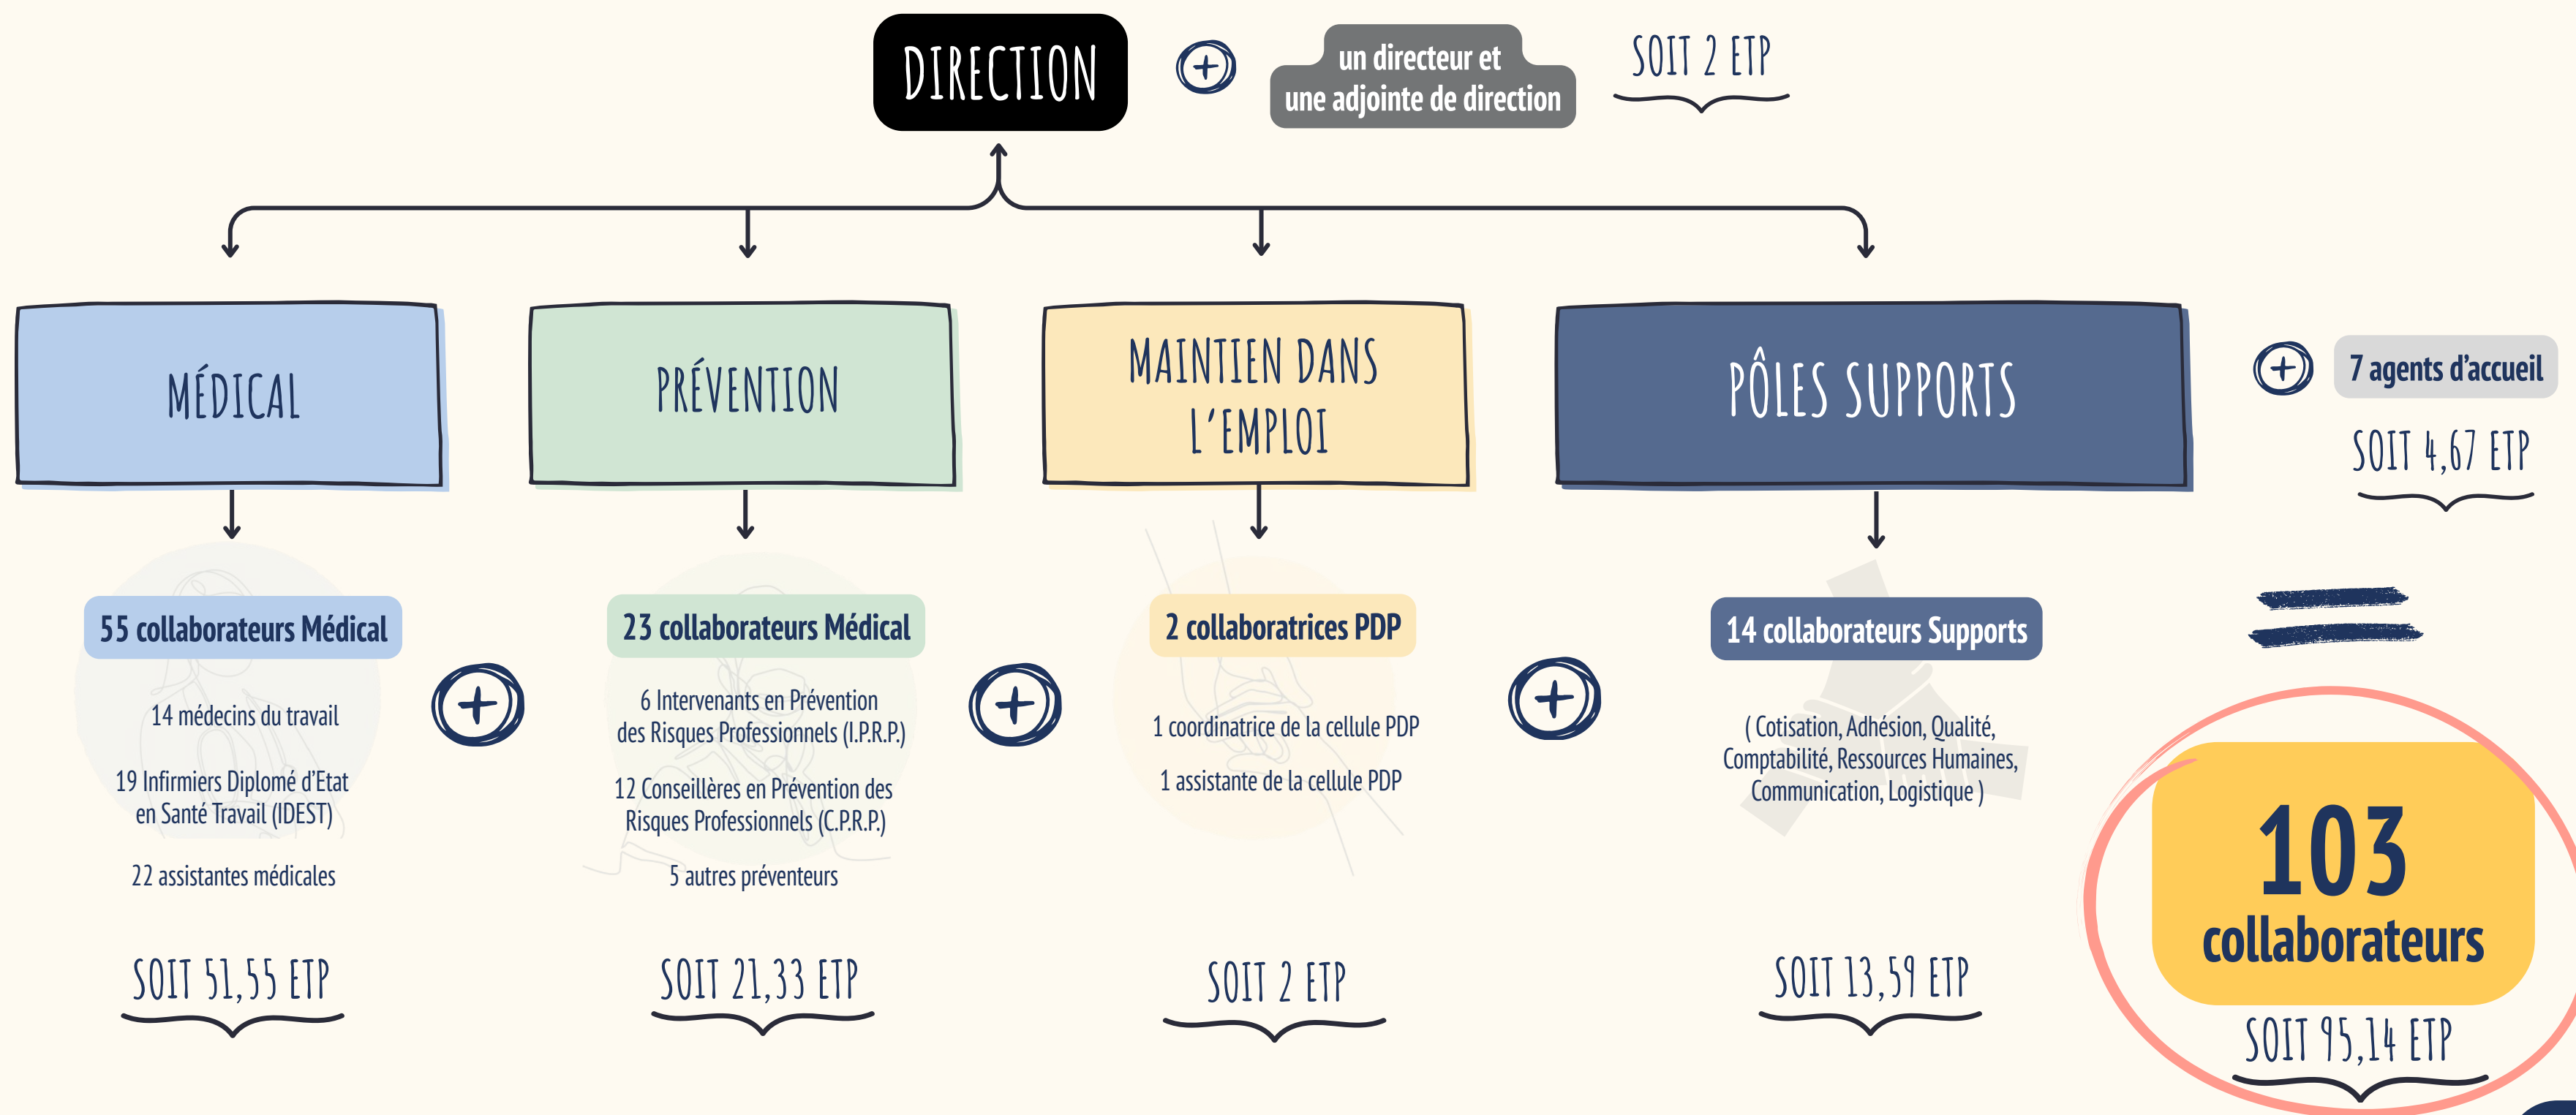 DIRECTION
un directeur et
une adjointe de direction
SOIT 2 ETP
MÉDICAL
PRÉVENTION
MAINTIEN DANS
L'EMPLOI
PÔLES SUPPORTS
7 agents d'accueil
SOIT 4,67 ETP
55 collaborateurs Médical
14 médecins du travail
19 Infirmiers Diplomé d'Etat
en Santé Travail (IDEST)
22 assistantes médicales
SOIT 51,55 ETP
23 collaborateurs Médical
6 Intervenants en Prévention
des Risques Professionnels (I.P.R.P.)
12 Conseillères en Prévention des
Risques Professionnels (C.P.R.P.)
5 autres préventeurs
SOIT 21,33 ETP
2 collaboratrices PDP
1 coordinatrice de la cellule PDP
1 assistante de la cellule PDP
SOIT 2 ETP
14 collaborateurs Supports
( Cotisation, Adhésion, Qualité,
Comptabilité, Ressources Humaines,
Communication, Logistique )
SOIT 13,59 ETP
103
collaborateurs
SOIT 95,14 ETP